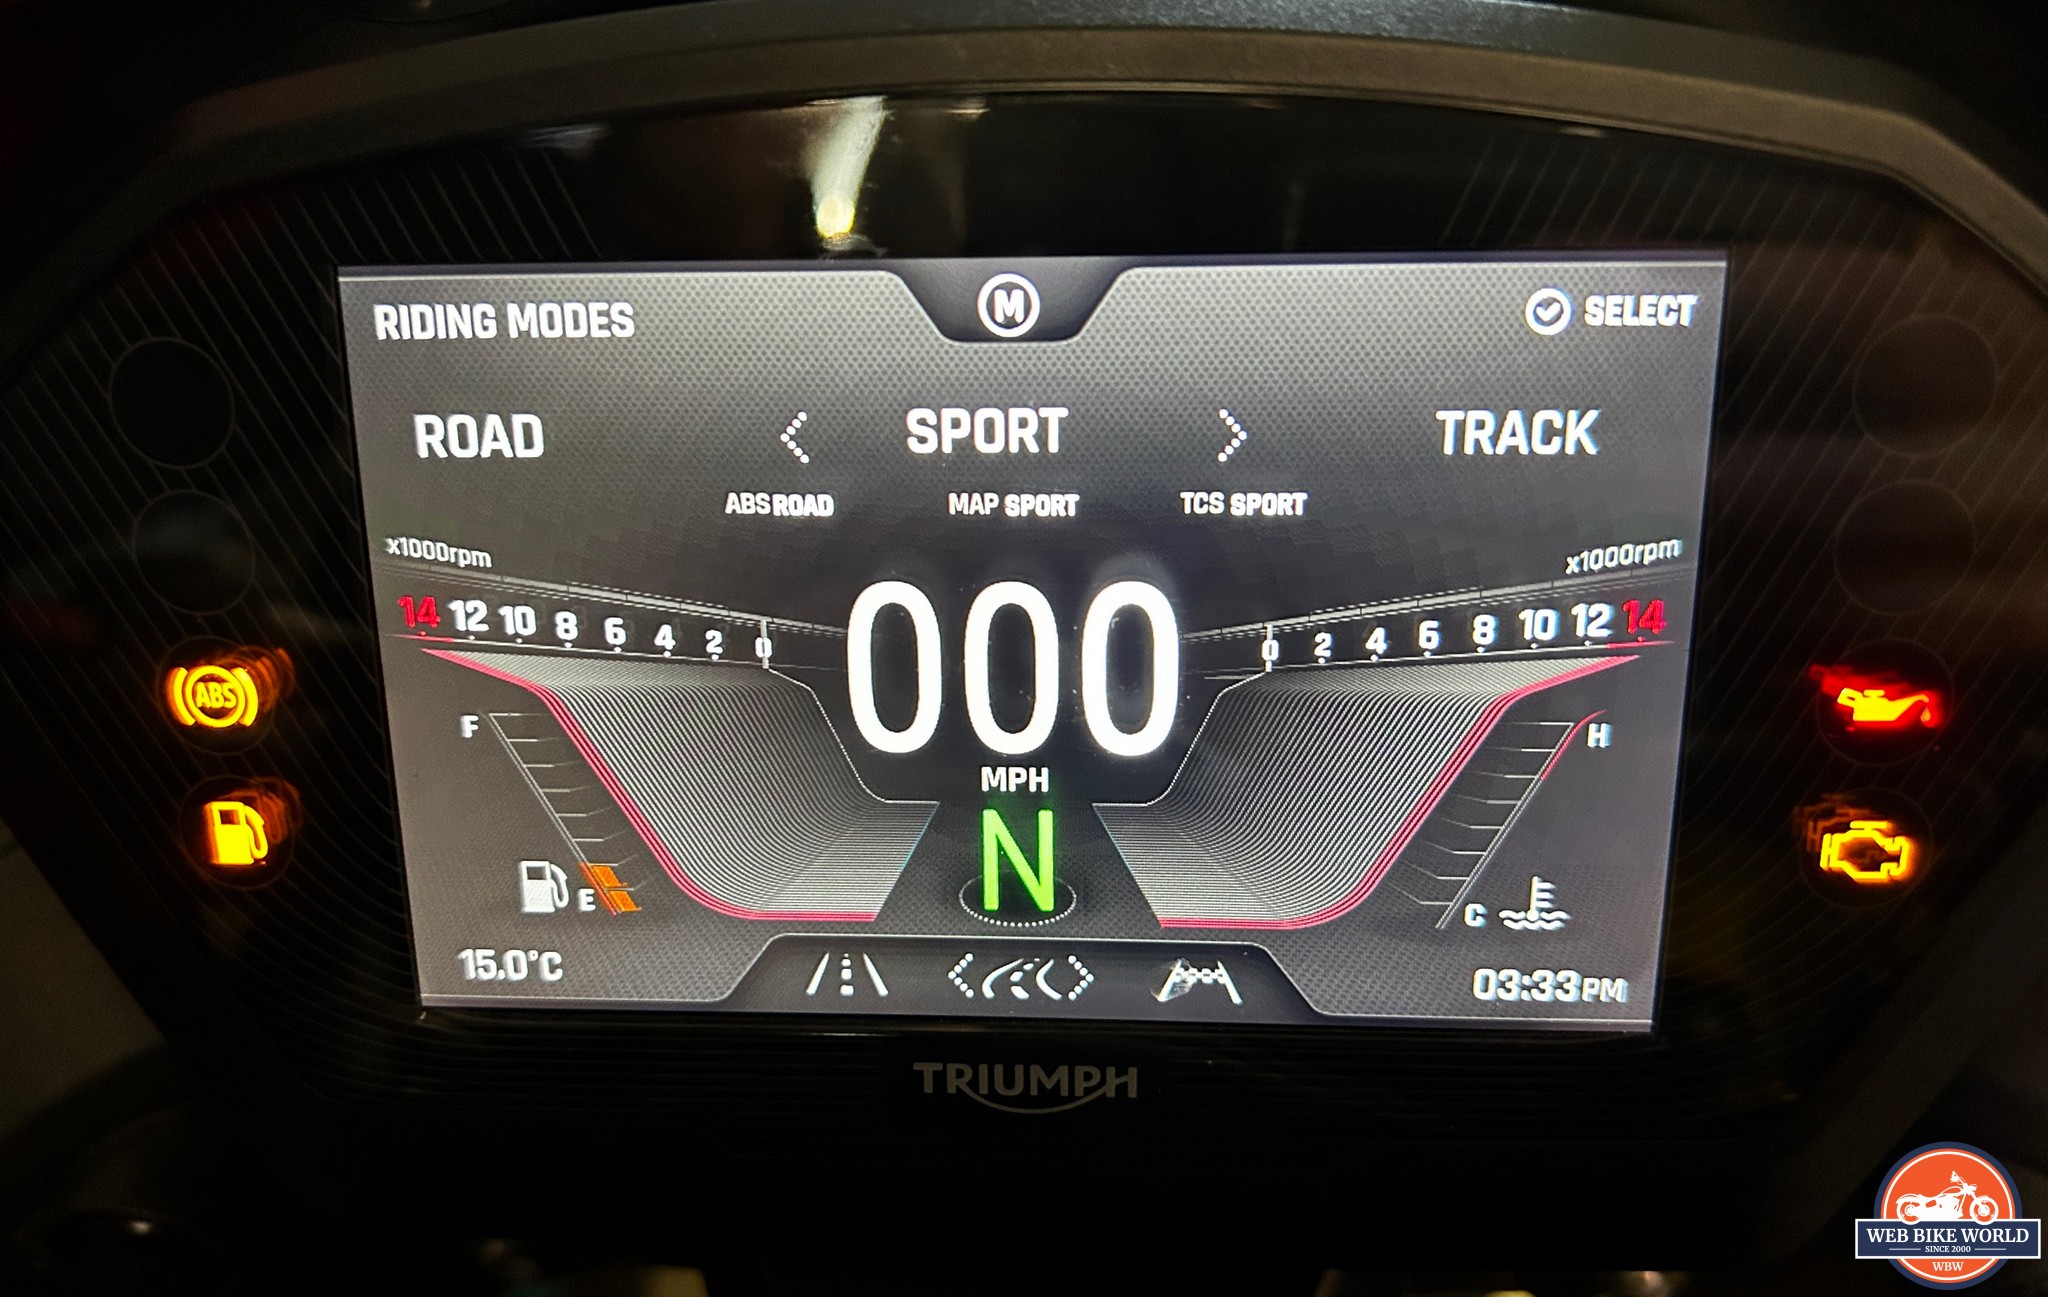 RIDING MODES
M
SELECT
ROAD
SPORT
TRACK
ABS ROAD
MAP SPORT
TCS SPORT
x1000rpm
x1000rpm
14 12 10 8 6 4 2 0
000
0 2 4 6 8 10 12 14
ABS
F
H
MPH
N
E
C
15.0°C
03:33PM
TRIUMPH
WEB BIKE WORLD
SINCE 2000
WBW